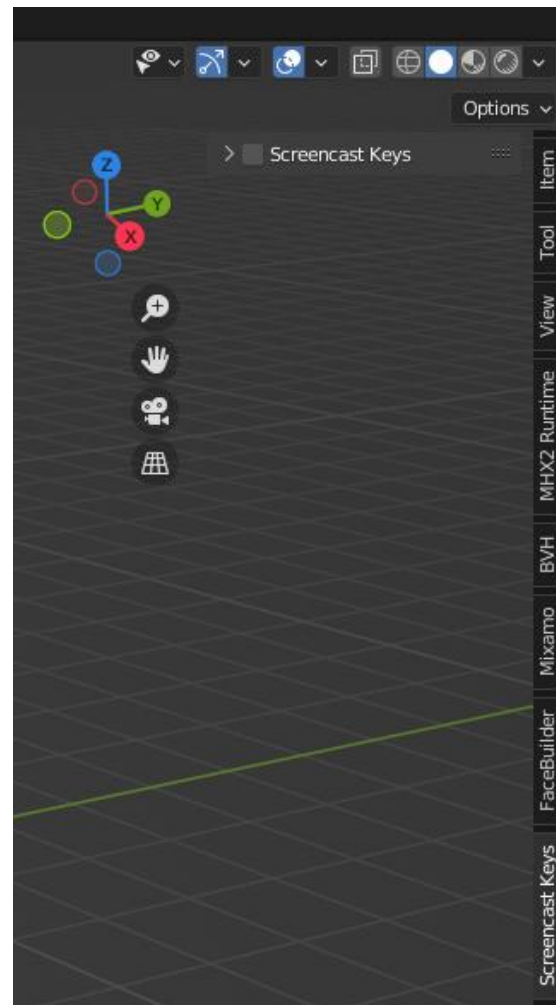 Options
Screencast Keys
Z
Y
X
Item
Tool
View
MHX2 Runtime
BVH
Mixamo
FaceBuilder
Screencast Keys